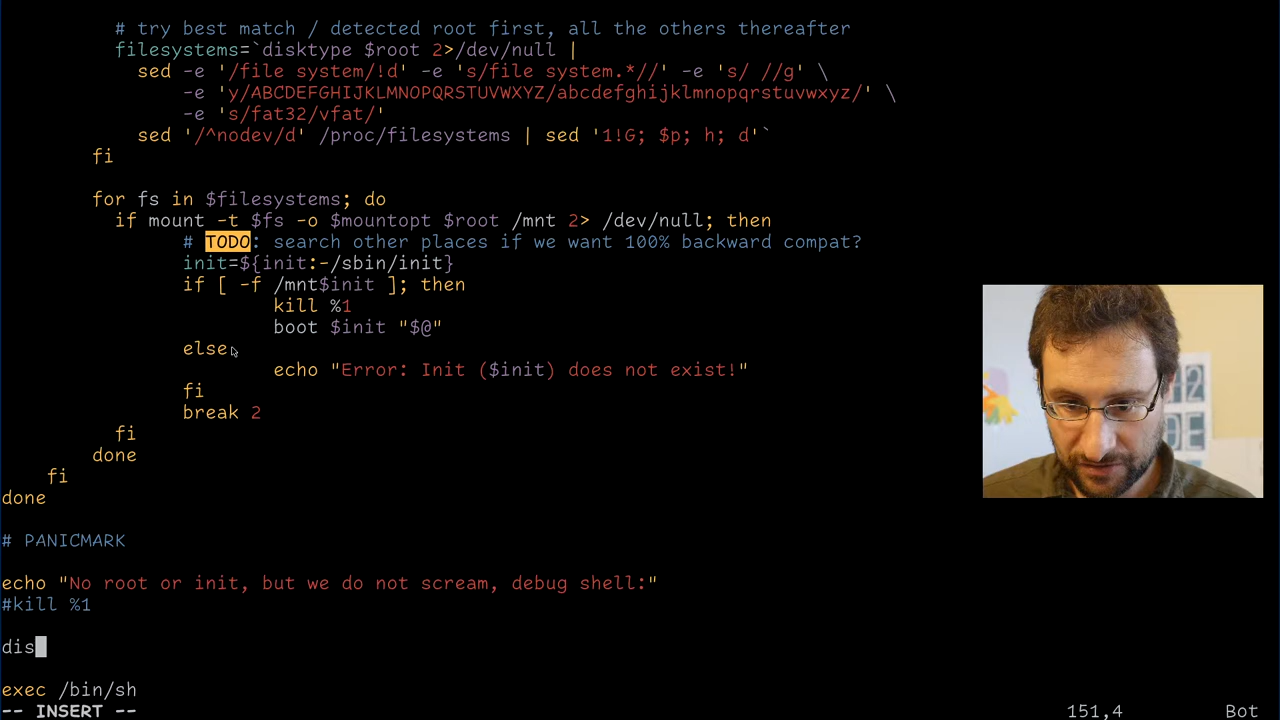 # try best match / detected root first, all the others thereafter
filesystems=`disktype $root 2>/dev/null |
sed -e '/file system/!d' -e 's/file system.*//' -e 's/ //g' \
-e 'y/ABCDEFGHIJKLMNOPQRSTUVWXYZ/abcdefghijklmnopqrstuvwxyz/' \
-e 's/fat32/vfat/'
sed '/^nodev/d' /proc/filesystems | sed '1!G; $p; h; d'`
fi
for fs in $filesystems; do
if mount -t $fs -o $mountopt $root /mnt 2> /dev/null; then
# TODO: search other places if we want 100% backward compat?
init=${init:-/sbin/init}
if [ -f /mnt$init ]; then
kill %1
boot $init "$@"
else
echo "Error: Init ($init) does not exist!"
fi
break 2
fi
done
fi
done
# PANICMARK
echo "No root or init, but we do not scream, debug shell:"
#kill %1
dis
exec /bin/sh
-- INSERT -- 151,4 Bot